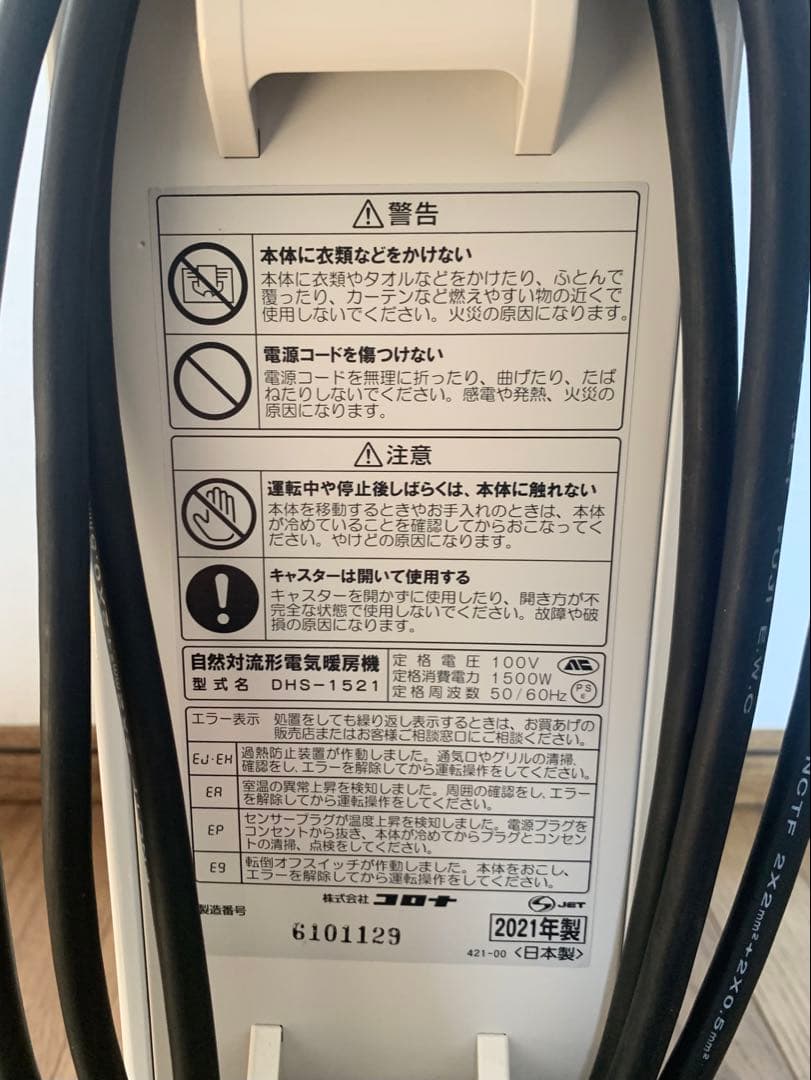 警告
本体に衣類などをかけない
本体に衣類やタオルなどをかけたり、ふとんで
覆ったり、カーテンなど燃えやすい物の近くで
使用しないでください。火災の原因になります。
電源コードを傷つけない
電源コードを無理に折ったり、曲げたり、たば
ねたりしないでください。感電や発熱、火災の
原因になります。
注意
運転中や停止後しばらくは、本体に触れない
本体を移動するときやお手入れのときは、本体
が冷めていることを確認してからおこなってく
ださい。やけどの原因になります。
キャスターは開いて使用する
キャスターを開かずに使用したり、開き方が不
完全な状態で使用しないでください。故障や破
損の原因になります。
自然対流形電気暖房機
型式名 DHS-1521
定格電圧 100V
定格消費電力 1500W
定格周波数 50/60Hz
PS
E
エラー表示 処置をしても繰り返し表示するときは、お買あげの
販売店またはお客様ご相談窓口にご相談ください。
EJ・EH 過熱防止装置が作動しました。通気口やグリルの清掃、
確認をし、エラーを解除してから運転操作をしてください。
EA 室温の異常上昇を検知しました。周囲の確認をし、エラー
を解除してから運転操作をしてください。
EP センサープラグが温度上昇を検知しました。電源プラグを
コンセントから抜き、本体が冷めてからプラグとコンセン
トの清掃、点検をしてください。
E9 転倒オフスイッチが作動しました。本体をおこし、
エラーを解除してから運転操作をしてください。
株式会社 コロナ
JET
製造番号
6101129
2021年製
421-00 <日本製>
FUJI E.W.C
NCTF 2X2mm²+2X0.5mm²